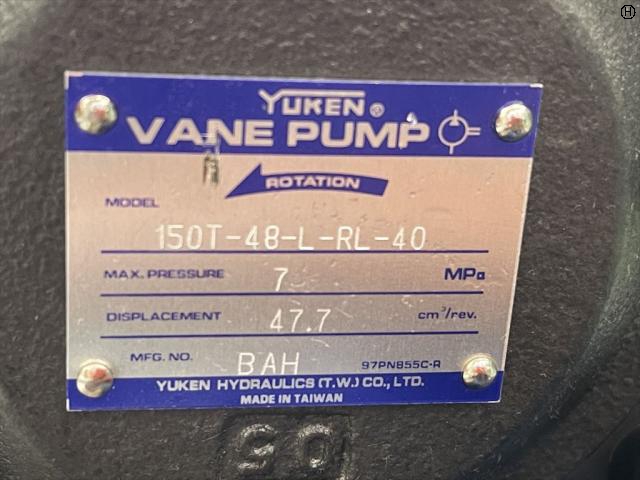 H
YUKEN®
VANE PUMP
ROTATION
MODEL
150T-48-L-RL-40
MAX. PRESSURE 7 MPa
DISPLACEMENT 47.7 cm³/rev.
MFG. NO. BAH 97PN855C-R
YUKEN HYDRAULICS (T.W.) CO., LTD.
MADE IN TAIWAN